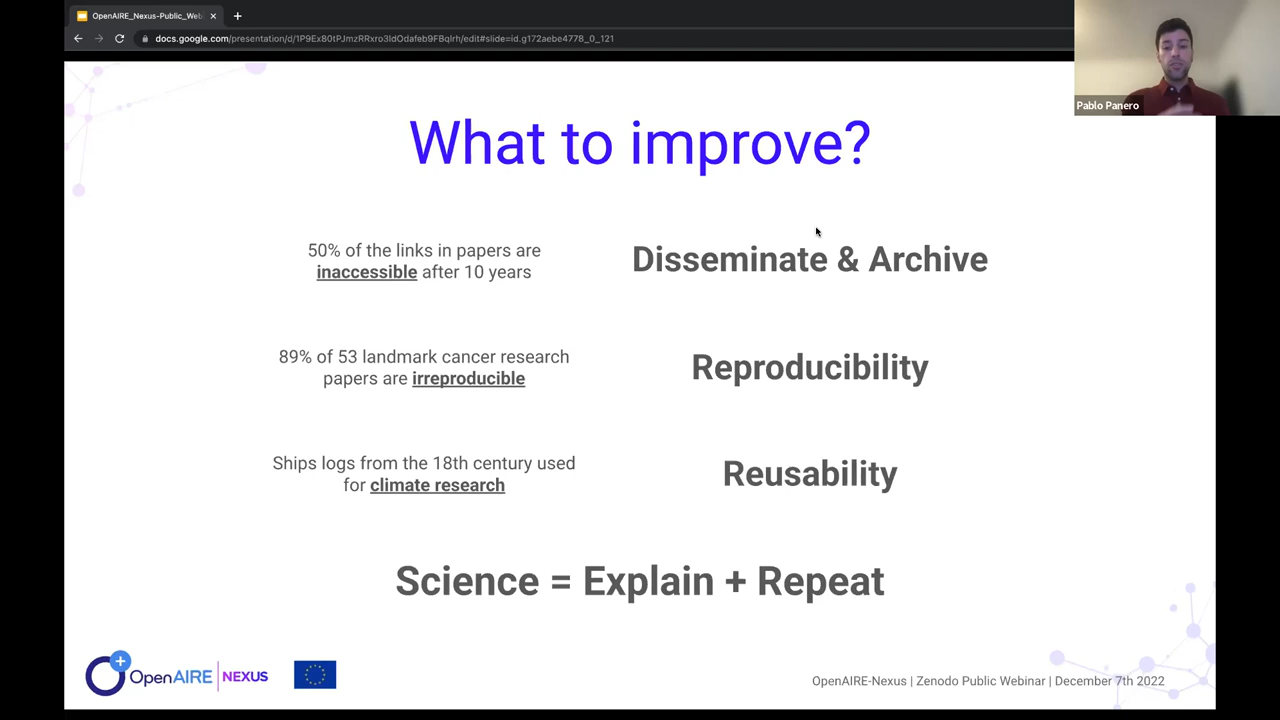 OpenAIRE_Nexus-Public_Web
docs.google.com/presentation/d/1P9Ex80tPJmzRRxro3IdOdafeb9FBqIrh/edit#slide=id.g172aebe4778_0_121
Pablo Panero
What to improve?
50% of the links in papers are
inaccessible after 10 years
Disseminate & Archive
89% of 53 landmark cancer research
papers are irreproducible
Reproducibility
Ships logs from the 18th century used
for climate research
Reusability
Science = Explain + Repeat
OpenAIRE | NEXUS
OpenAIRE-Nexus | Zenodo Public Webinar | December 7th 2022